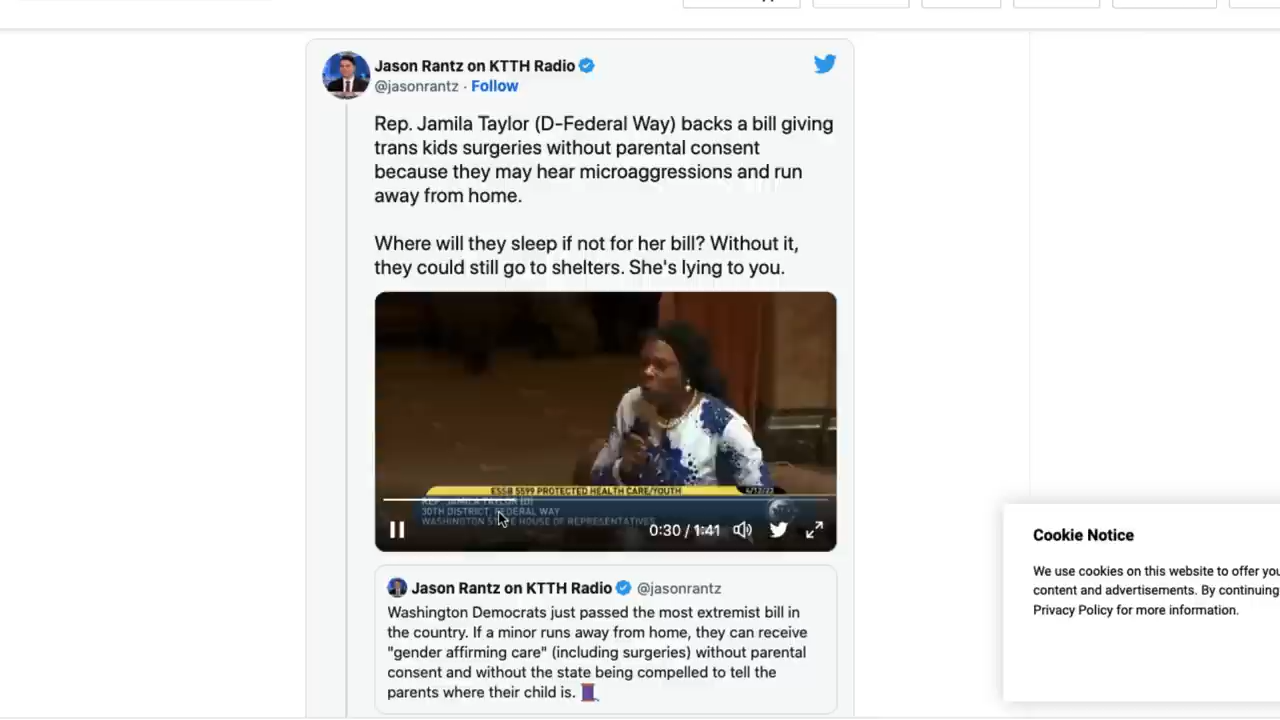 Jason Rantz on KTTH Radio
@jasonrantz · Follow
Rep. Jamila Taylor (D-Federal Way) backs a bill giving
trans kids surgeries without parental consent
because they may hear microaggressions and run
away from home.
Where will they sleep if not for her bill? Without it,
they could still go to shelters. She's lying to you.
ESSB 5599 PROTECTED HEALTH CARE/YOUTH
REP. JAMILA TAYLOR (D)
30TH DISTRICT, FEDERAL WAY
WASHINGTON STATE HOUSE OF REPRESENTATIVES
0:30 / 1:41
Jason Rantz on KTTH Radio @jasonrantz
Washington Democrats just passed the most extremist bill in
the country. If a minor runs away from home, they can receive
"gender affirming care" (including surgeries) without parental
consent and without the state being compelled to tell the
parents where their child is.
Cookie Notice
We use cookies on this website to offer you
content and advertisements. By continuing
Privacy Policy for more information.